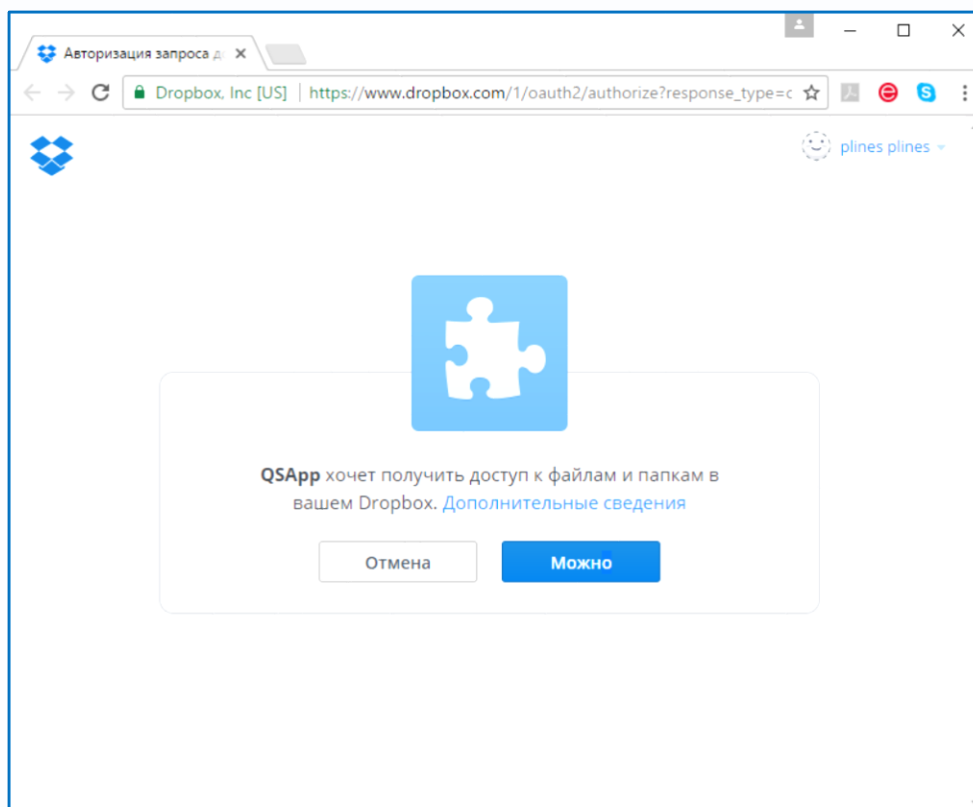 Авторизация запроса д
Dropbox, Inc [US] | https://www.dropbox.com/1/oauth2/authorize?response_type=c
plines plines
QSApp хочет получить доступ к файлам и папкам в
вашем Dropbox. Дополнительные сведения
Отмена
Можно